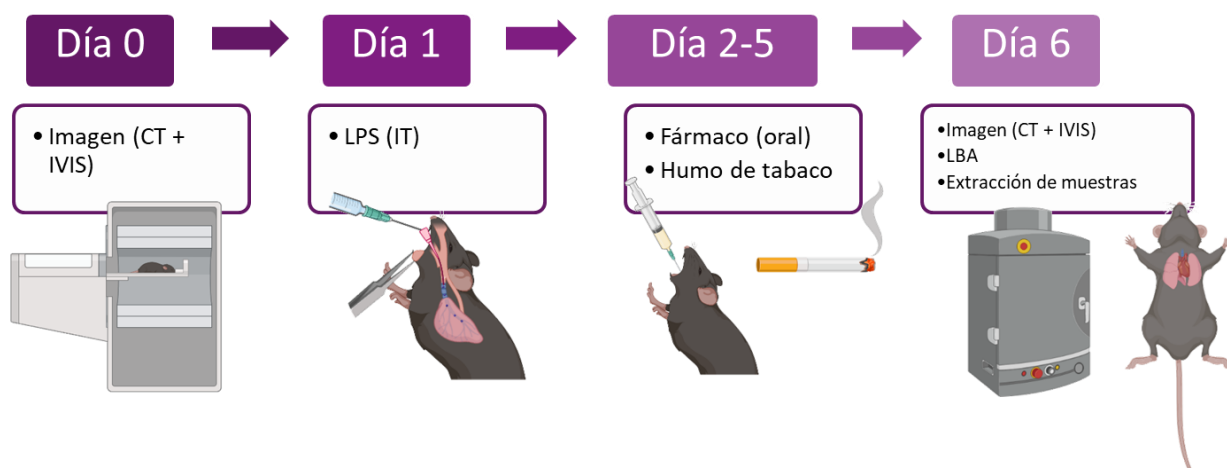 Día 0
Día 1
Día 2-5
Día 6
• Imagen (CT +
IVIS)
• LPS (IT)
• Fármaco (oral)
• Humo de tabaco
•Imagen (CT + IVIS)
•LBA
•Extracción de muestras